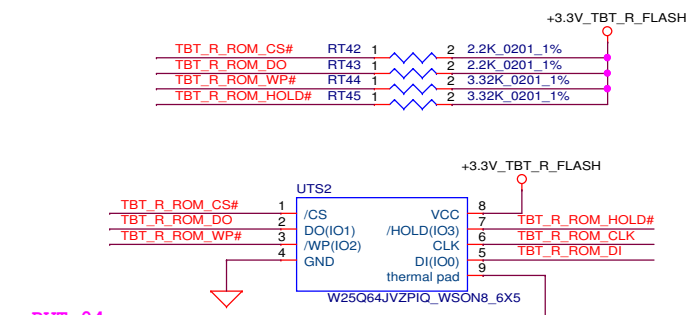 +3.3V_TBT_R_FLASH
TBT_R_ROM_CS# RT42 1 2 2.2K_0201_1%
TBT_R_ROM_DO RT43 1 2 2.2K_0201_1%
TBT_R_ROM_WP# RT44 1 2 3.32K_0201_1%
TBT_R_ROM_HOLD# RT45 1 2 3.32K_0201_1%
+3.3V_TBT_R_FLASH
UTS2
TBT_R_ROM_CS# 1 /CS VCC 8
TBT_R_ROM_DO 2 DO(IO1) /HOLD(IO3) 7 TBT_R_ROM_HOLD#
TBT_R_ROM_WP# 3 /WP(IO2) CLK 6 TBT_R_ROM_CLK
4 GND DI(IO0) 5 TBT_R_ROM_DI
thermal pad 9
W25Q64JVZPIQ_WSON8_6X5